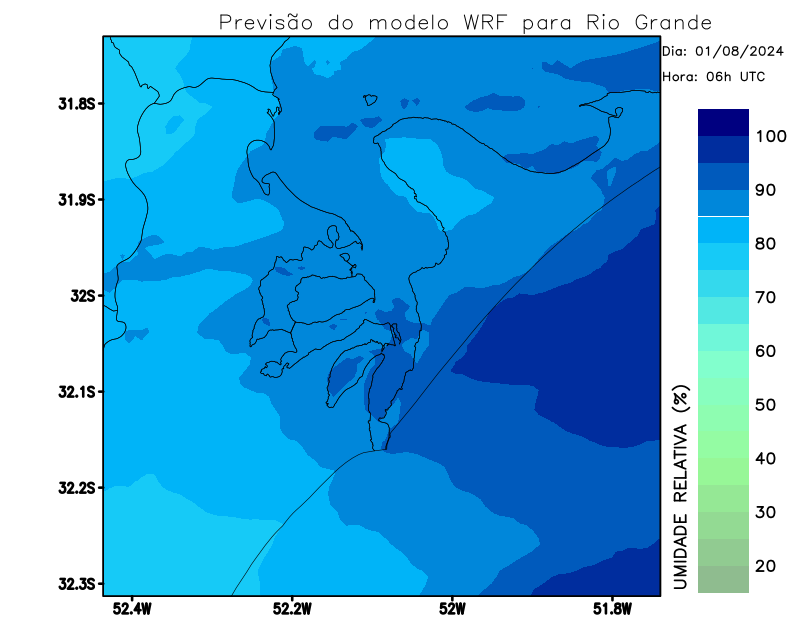 Previsão do modelo WRF para Rio Grande
Dia: 01/08/2024
Hora: 06h UTC
31.8S
31.9S
32S
32.1S
32.2S
32.3S
52.4W
52.2W
52W
51.8W
100
90
80
70
60
50
40
30
20
UMIDADE RELATIVA (%)